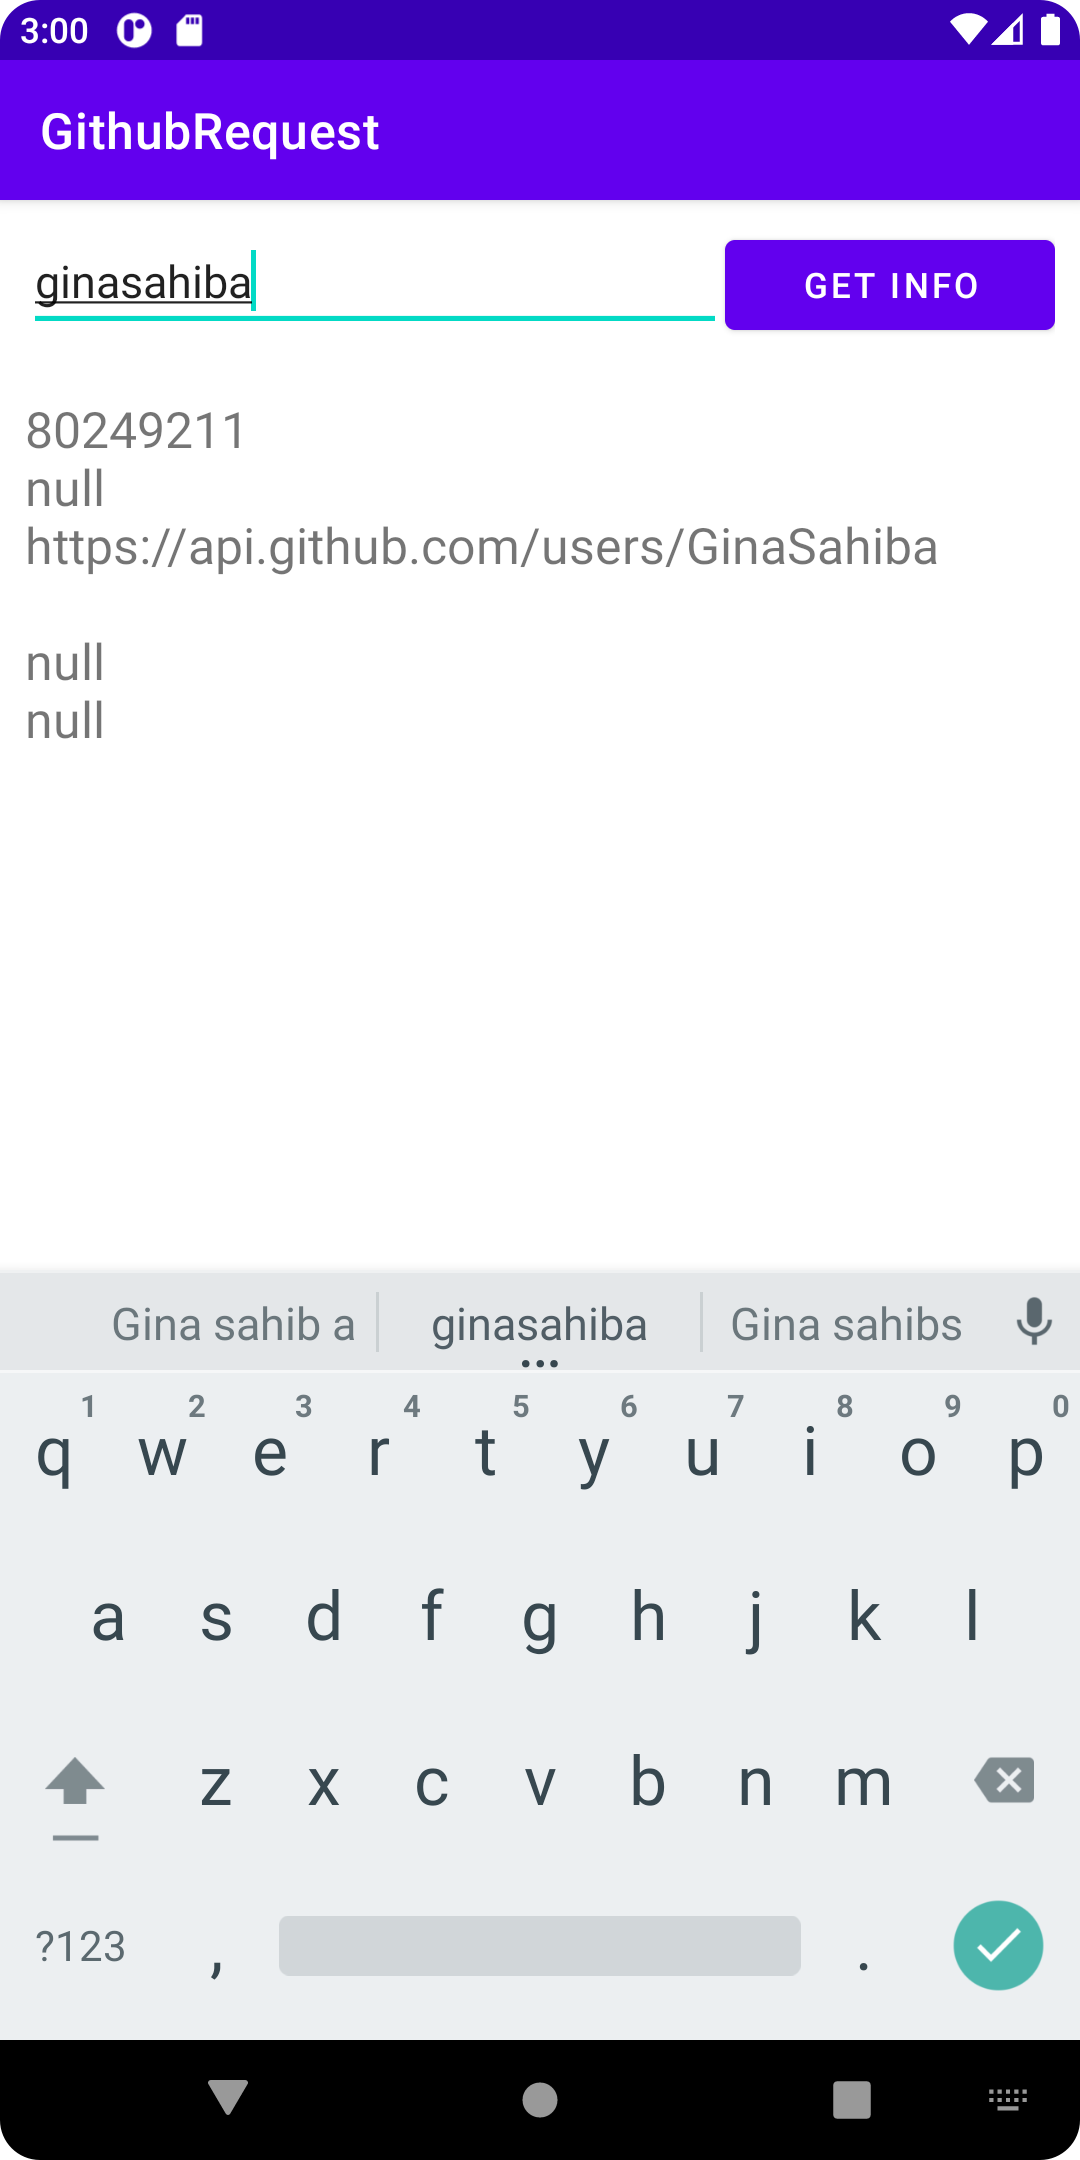 3:00
GithubRequest
ginasahiba
GET INFO
80249211
null
https://api.github.com/users/GinaSahiba
null
null
Gina sahib a ginasahiba Gina sahibs
1 2 3 4 5 6 7 8 9 0
q w e r t y u i o p
a s d f g h j k l
z x c v b n m
?123 , .